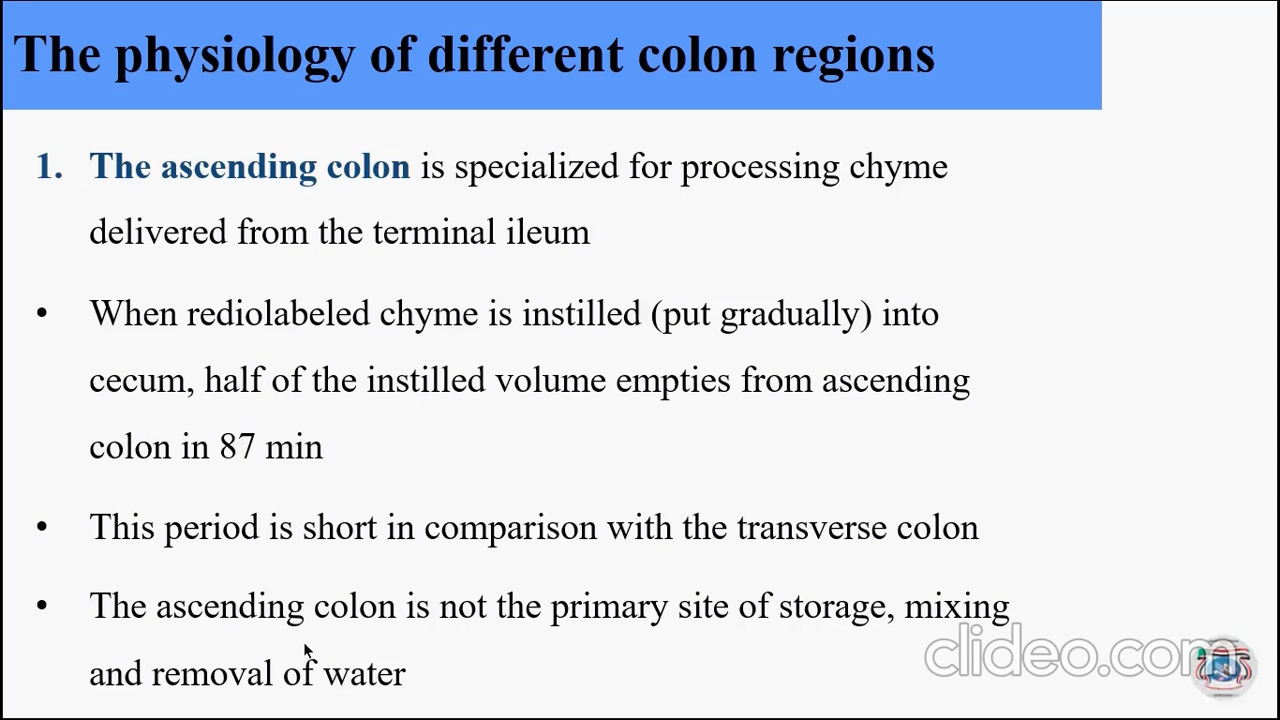 The physiology of different colon regions
1. The ascending colon is specialized for processing chyme
delivered from the terminal ileum
• When rediolabeled chyme is instilled (put gradually) into
cecum, half of the instilled volume empties from ascending
colon in 87 min
• This period is short in comparison with the transverse colon
• The ascending colon is not the primary site of storage, mixing
and removal of water
clideo.com